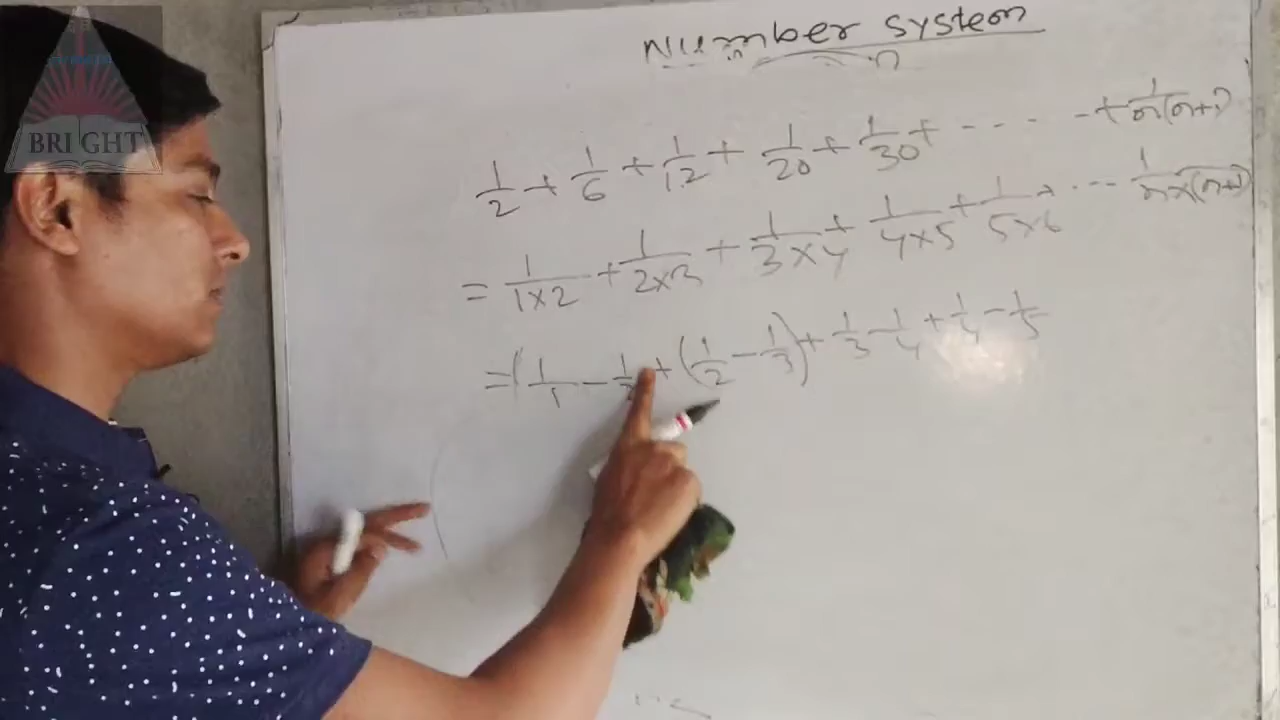 BRIGHT
Number system
1/2 + 1/6 + 1/12 + 1/20 + 1/30 + - - - - - + 1/n(n+1)
= 1/1×2 + 1/2×3 + 1/3×4 + 1/4×5 + 1/5×6 + - - - 1/n×(n+1)
= (1/1 - 1/2 + (1/2 - 1/3) + 1/3 - 1/4 + 1/4 - 1/5